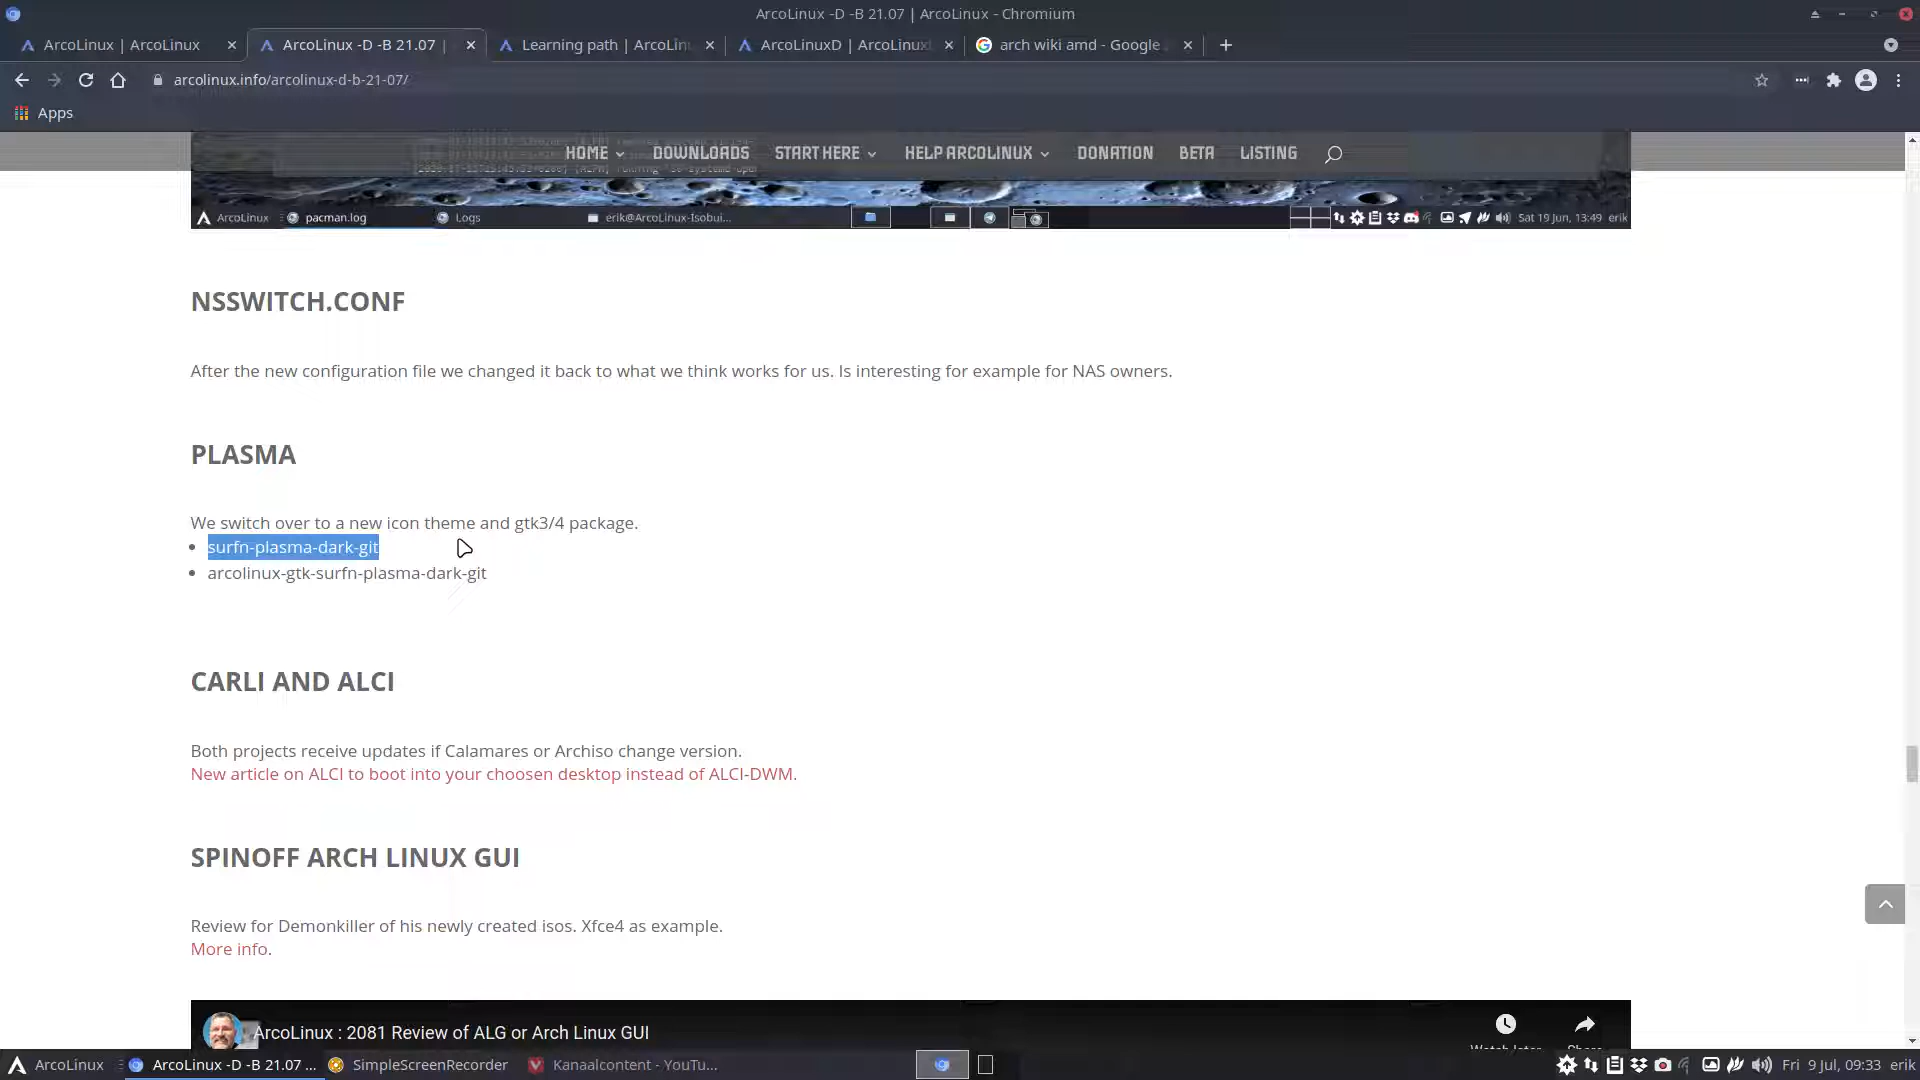 ArcoLinux -D -B 21.07 | ArcoLinux - Chromium
ArcoLinux | ArcoLinux
ArcoLinux -D -B 21.07 |
Learning path | ArcoLin
ArcoLinuxD | ArcoLinux
arch wiki amd - Google
arcolinux.info/arcolinux-d-b-21-07/
Apps
HOME DOWNLOADS START HERE HELP ARCOLINUX DONATION BETA LISTING
ArcoLinux pacman.log Logs erik@ArcoLinux-Isobui... Sat 19 Jun, 13:49 erik
NSSWITCH.CONF
After the new configuration file we changed it back to what we think works for us. Is interesting for example for NAS owners.
PLASMA
We switch over to a new icon theme and gtk3/4 package.
surfn-plasma-dark-git
arcolinux-gtk-surfn-plasma-dark-git
CARLI AND ALCI
Both projects receive updates if Calamares or Archiso change version.
New article on ALCI to boot into your choosen desktop instead of ALCI-DWM.
SPINOFF ARCH LINUX GUI
Review for Demonkiller of his newly created isos. Xfce4 as example.
More info.
ArcoLinux : 2081 Review of ALG or Arch Linux GUI
ArcoLinux ArcoLinux -D -B 21.07 ... SimpleScreenRecorder Kanaalcontent - YouTu... Fri 9 Jul, 09:33 erik